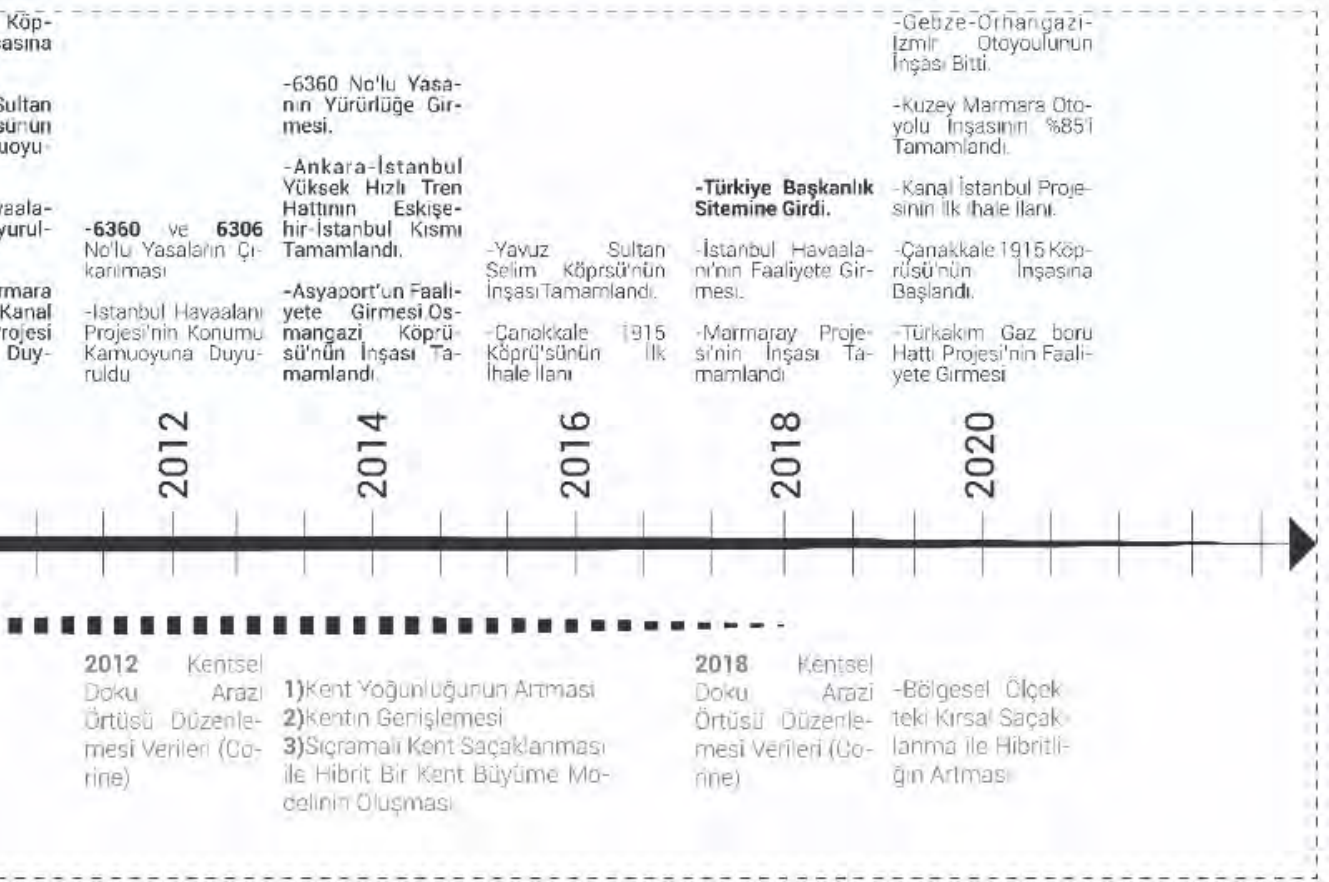 Köp-
asına
Sultan
sünün
uoyu-
vaala-
yurul-
rmara
Kanal
Projesi
Duy-
-6360 ve 6306
No'lu Yasaların Çı-
karılması
-İstanbul Havaalanı
Projesi'nin Konumu
Kamuoyuna Duyu-
ruldu
-6360 No'lu Yasa-
nın Yürürlüğe Gir-
mesi.
-Ankara-İstanbul
Yüksek Hızlı Tren
Hattının Eskişe-
hir-İstanbul Kısmı
Tamamlandı.
-Asyaport'un Faali-
yete Girmesi.Os-
mangazi Köprü-
sü'nün İnşası Ta-
mamlandı.
-Yavuz Sultan
Selim Köprsü'nün
İnşası Tamamlandı.
-Çanakkale 1915
Köprü'sünün İlk
İhale İlanı
-Türkiye Başkanlık
Sitemine Girdi.
-İstanbul Havaala-
nı'nın Faaliyete Gir-
mesi.
-Marmaray Proje-
si'nin İnşası Ta-
mamlandı
-Gebze-Orhangazi-
İzmir Otoyoulunun
İnşası Bitti.
-Kuzey Marmara Oto-
yolu İnşasının %85'i
Tamamlandı.
-Kanal İstanbul Proje-
sinin İlk İhale İlanı.
-Çanakkale 1915 Köp-
rüsü'nün İnşasına
Başlandı.
-Türkakım Gaz boru
Hattı Projesi'nin Faali-
yete Girmesi
2012
2014
2016
2018
2020
2012 Kentsel
Doku Arazi
Örtüsü Düzenle-
mesi Verileri (Co-
rine)
1)Kent Yoğunluğunun Artması
2)Kentin Genişlemesi
3)Sıçramalı Kent Saçaklanması
ile Hibrit Bir Kent Büyüme Mo-
delinin Oluşması
2018 Kentsel
Doku Arazi
Örtüsü Düzenle-
mesi Verileri (Co-
rine)
-Bölgesel Ölçek
teki Kırsal Saçak
lanma ile Hibritli-
ğin Artması